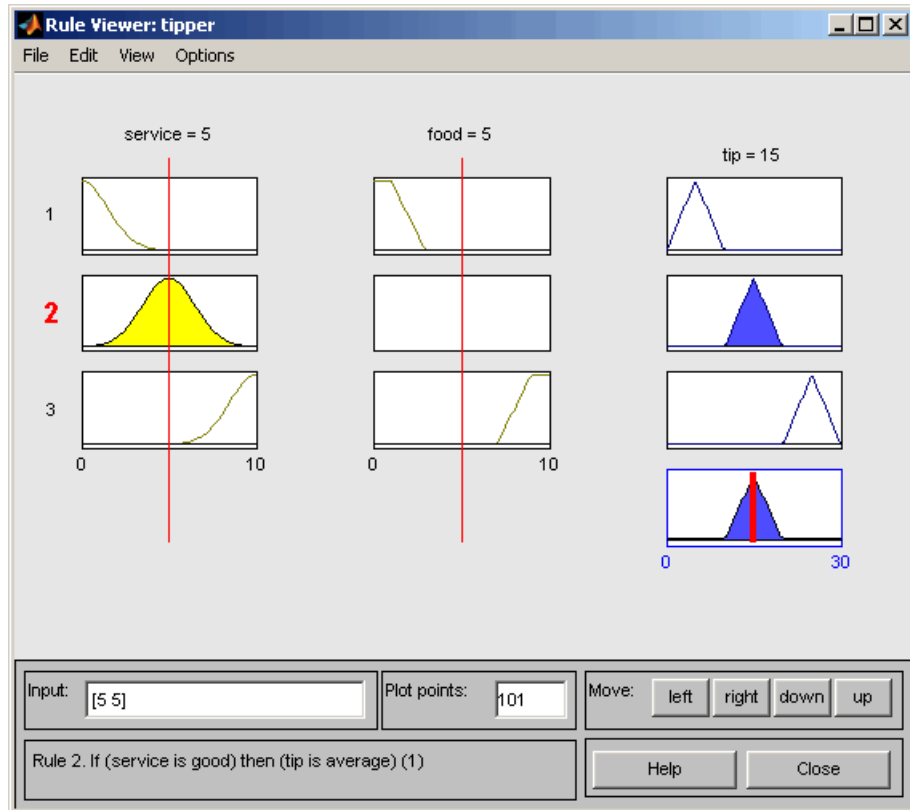 Rule Viewer: tipper
File Edit View Options
service = 5 food = 5
tip = 15
1
2
3
0 10 0 10
0 30
Input: [5 5] Plot points: 101 Move: left right down up
Rule 2. If (service is good) then (tip is average) (1)
Help Close